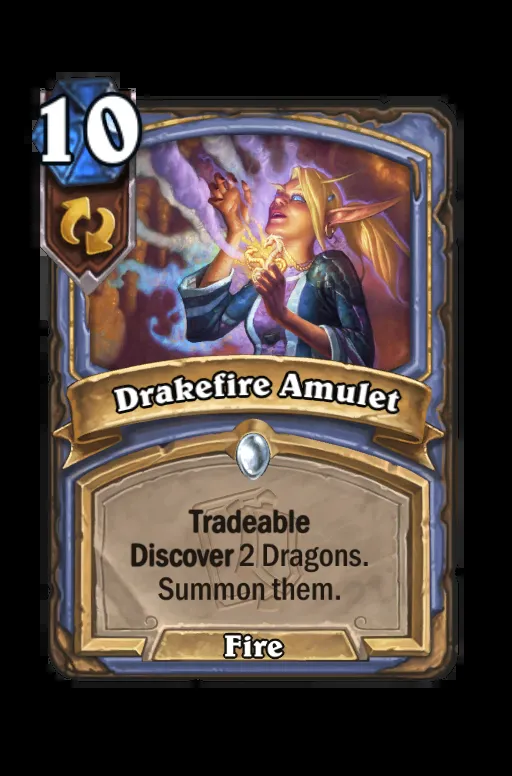 10
Drakefire Amulet
Tradeable
Discover 2 Dragons.
Summon them.
Fire